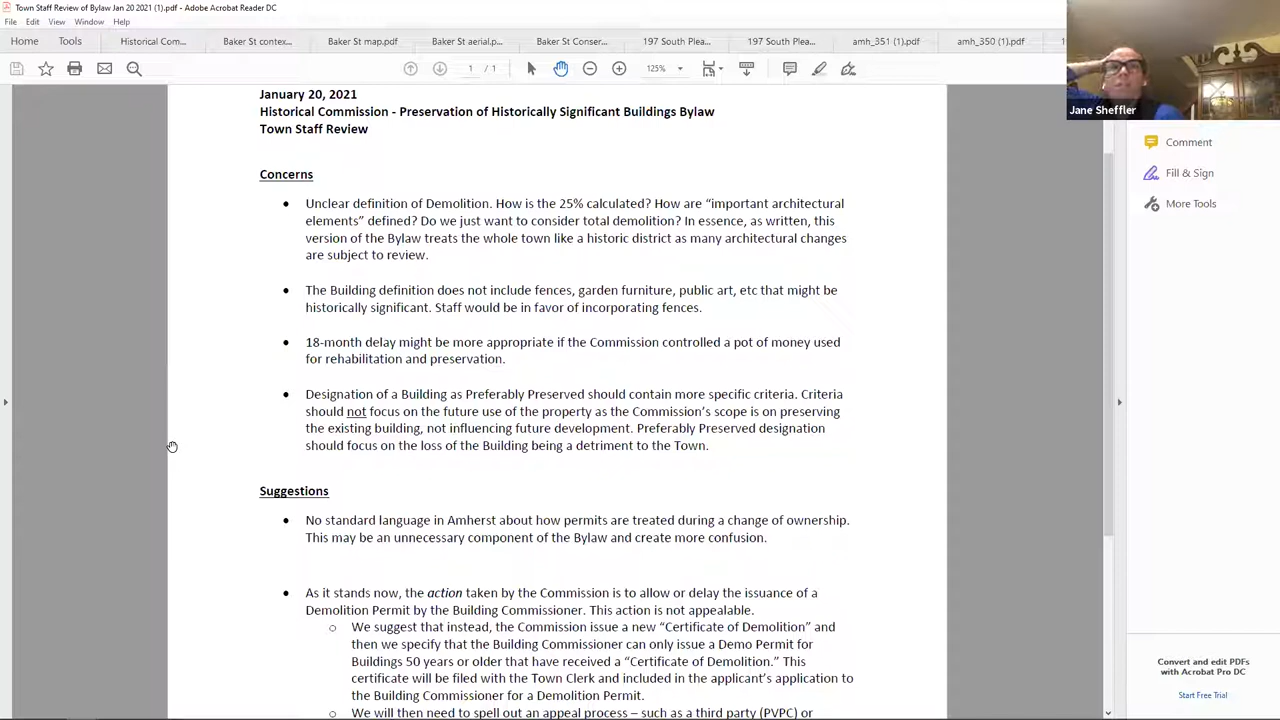 Town Staff Review of Bylaw Jan 20 2021 (1).pdf - Adobe Acrobat Reader DC
File Edit View Window Help
Home Tools Historical Com... Baker St contex... Baker St map.pdf Baker St aerial.p... Baker St Conser... 197 South Plea... 197 South Plea... amh_351 (1).pdf amh_350 (1).pdf
1 / 1 125%
Jane Sheffler
January 20, 2021
Historical Commission - Preservation of Historically Significant Buildings Bylaw
Town Staff Review
Concerns
• Unclear definition of Demolition. How is the 25% calculated? How are “important architectural
elements” defined? Do we just want to consider total demolition? In essence, as written, this
version of the Bylaw treats the whole town like a historic district as many architectural changes
are subject to review.
• The Building definition does not include fences, garden furniture, public art, etc that might be
historically significant. Staff would be in favor of incorporating fences.
• 18-month delay might be more appropriate if the Commission controlled a pot of money used
for rehabilitation and preservation.
• Designation of a Building as Preferably Preserved should contain more specific criteria. Criteria
should not focus on the future use of the property as the Commission’s scope is on preserving
the existing building, not influencing future development. Preferably Preserved designation
should focus on the loss of the Building being a detriment to the Town.
Suggestions
• No standard language in Amherst about how permits are treated during a change of ownership.
This may be an unnecessary component of the Bylaw and create more confusion.
• As it stands now, the action taken by the Commission is to allow or delay the issuance of a
Demolition Permit by the Building Commissioner. This action is not appealable.
o We suggest that instead, the Commission issue a new “Certificate of Demolition” and
then we specify that the Building Commissioner can only issue a Demo Permit for
Buildings 50 years or older that have received a “Certificate of Demolition.” This
certificate will be filed with the Town Clerk and included in the applicant’s application to
the Building Commissioner for a Demolition Permit.
o We will then need to spell out an appeal process – such as a third party (PVPC) or
Comment
Fill & Sign
More Tools
Convert and edit PDFs
with Acrobat Pro DC
Start Free Trial